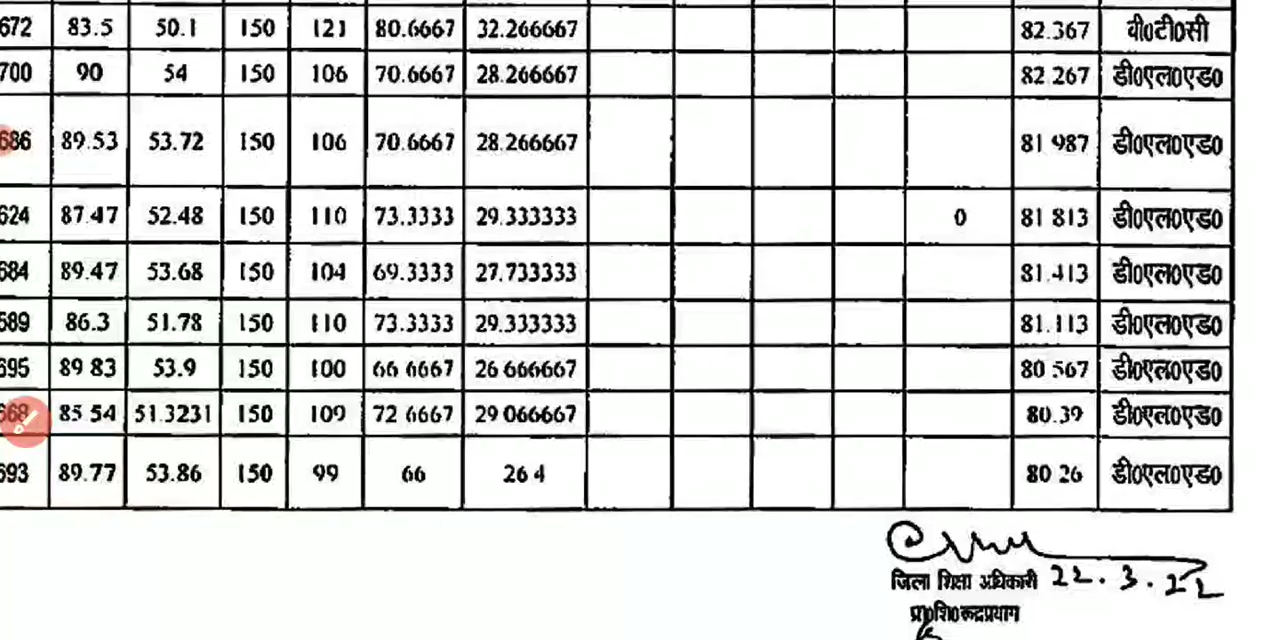 672 83.5 50.1 150 121 80.6667 32.266667 82.367 बी0टी0सी
700 90 54 150 106 70.6667 28.266667 82 267 डी0एल0एड0
686 89.53 53.72 150 106 70.6667 28.266667 81 987 डी0एल0एड0
624 87.47 52.48 150 110 73.3333 29.333333 0 81 813 डी0एल0एड0
684 89.47 53.68 150 104 69.3333 27.733333 81.413 डी0एल0एड0
589 86.3 51.78 150 110 73.3333 29.333333 81.113 डी0एल0एड0
695 89 83 53.9 150 100 66 6667 26 666667 80 567 डी0एल0एड0
668 85 54 51.3231 150 109 72 6667 29 066667 80.39 डी0एल0एड0
693 89.77 53.86 150 99 66 26 4 80 26 डी0एल0एड0
जिला शिक्षा अधिकारी 22.3.22
प्रा0शि0रूद्रप्रयाग